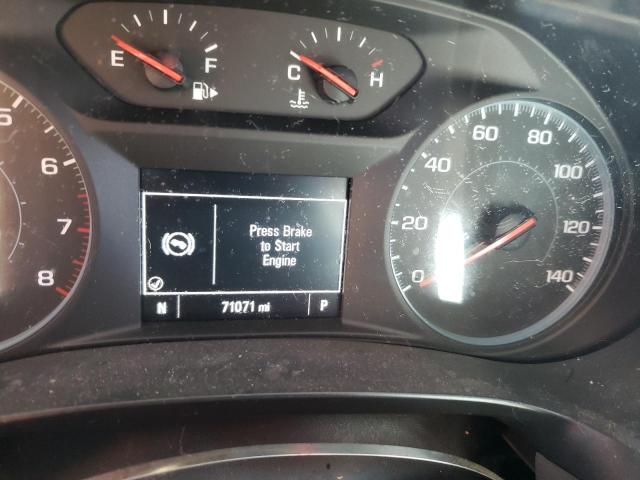 E F
C H
5
6
7
8
Press Brake
to Start
Engine
N 71071 mi P
0 20 40 60 80 100 120 140